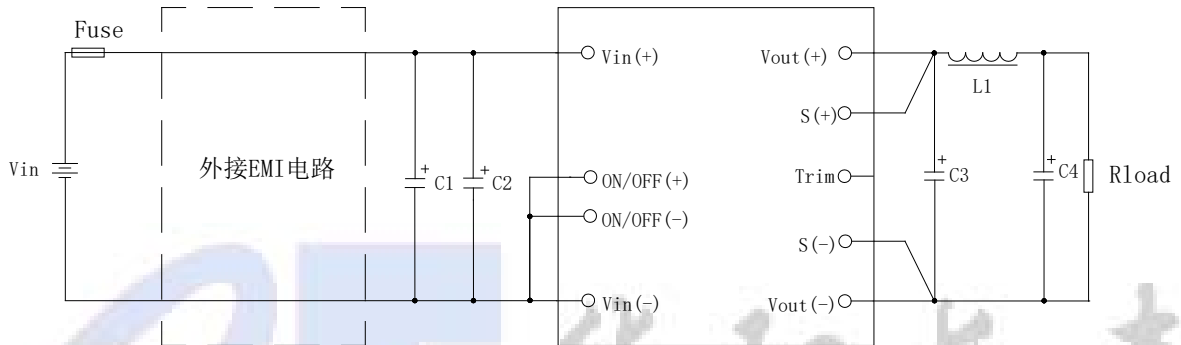 Fuse
Vin
外接EMI电路
C1
C2
Vin(+)
ON/OFF(+)
ON/OFF(-)
Vin(-)
Vout(+)
S(+)
Trim
S(-)
Vout(-)
L1
C3
C4
Rload